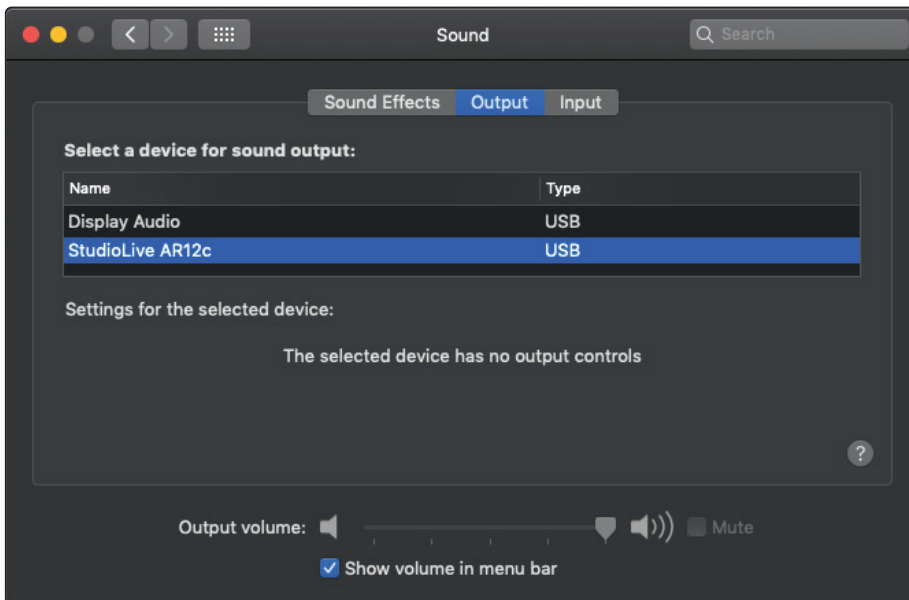 Sound
Search
Sound Effects Output Input
Select a device for sound output:
Name Type
Display Audio USB
StudioLive AR12c USB
Settings for the selected device:
The selected device has no output controls
?
Output volume: Mute
Show volume in menu bar